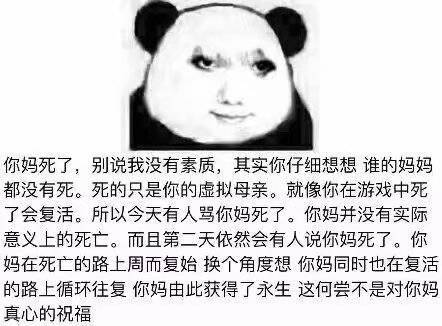 你妈死了，别说我没有素质，其实你仔细想想 谁的妈妈
都没有死。死的只是你的虚拟母亲。就像你在游戏中死
了会复活。所以今天有人骂你妈死了。你妈并没有实际
意义上的死亡。而且第二天依然会有人说你妈死了。你
妈在死亡的路上周而复始 换个角度想 你妈同时也在复活
的路上循环往复 你妈由此获得了永生 这何尝不是对你妈
真心的祝福